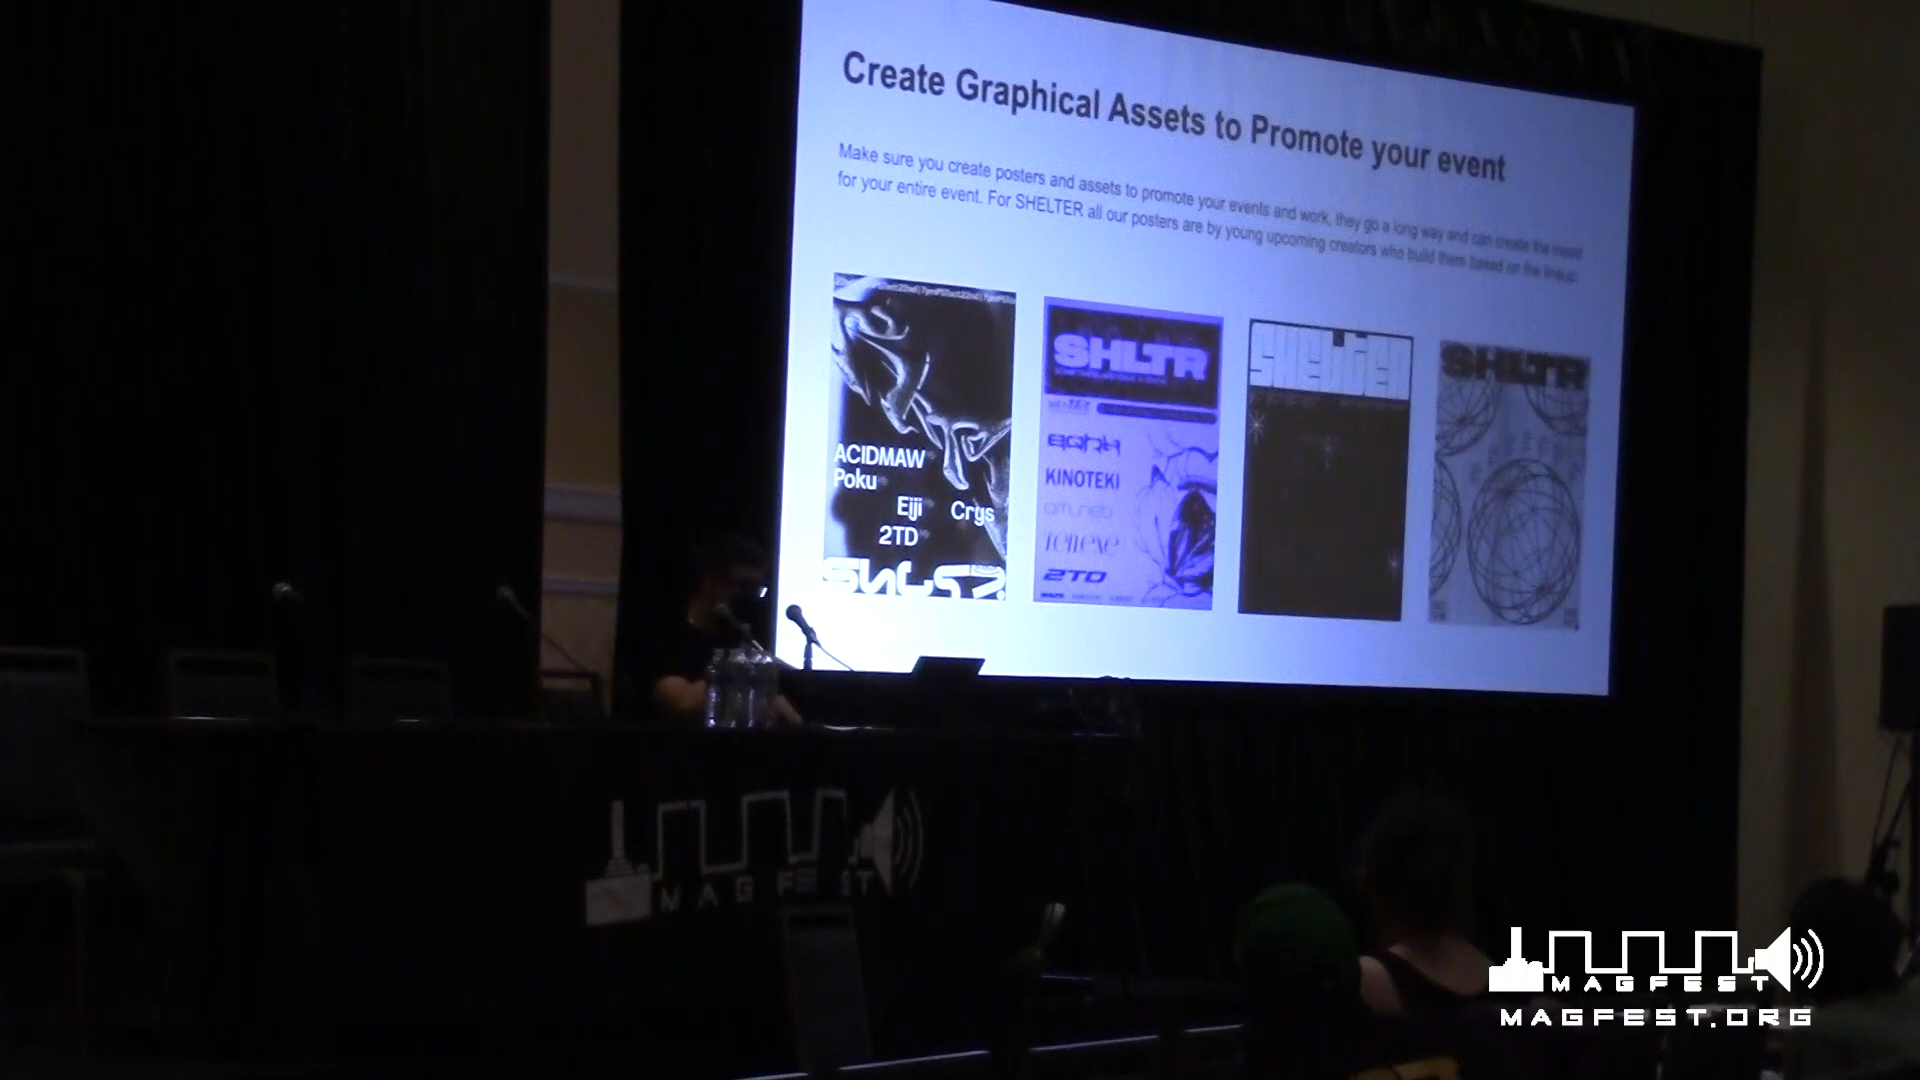 Create Graphical Assets to Promote your event
Make sure you create posters and assets to promote your events and work, they go a long way and can create the mood
for your entire event. For SHELTER all our posters are by young upcoming creators who build them based on the lineup
ACIDMAW
Poku
Eiji
Crys
2TD
SHLTR
KINOTEKI
2TD
SHELTER
SHLTR
MAGFEST
MAGFEST
MAGFEST.ORG